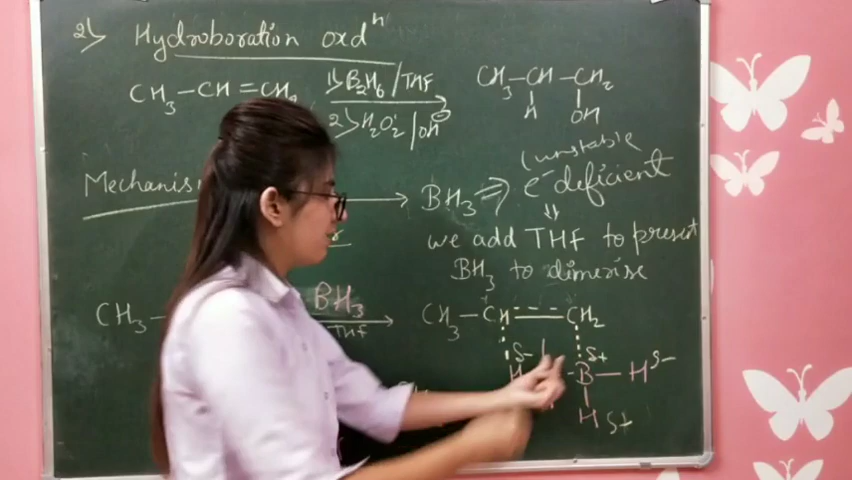 2) Hydroboration oxdⁿ
CH₃-CH=CH₂ 1) B₂H₆/THF CH₃-CH-CH₂
2) H₂O₂/OH⊖ H OH
(unstable
Mechanis → BH₃ ⇒ e⁻ deficient
⇓
we add THF to present
BH₃ to dimerise
CH₃- BH₃ → CH₃-CH=CH₂
THF
δ- δ+
H B-H δ-
H δ+